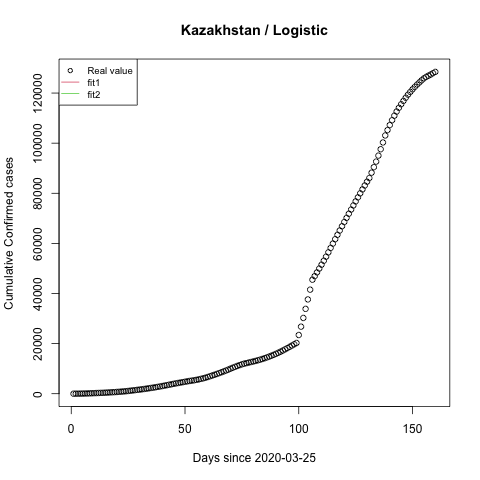 Kazakhstan / Logistic
Real value
fit1
fit2
Cumulative Confirmed cases
120000
100000
80000
60000
40000
20000
0
0 50 100 150
Days since 2020-03-25